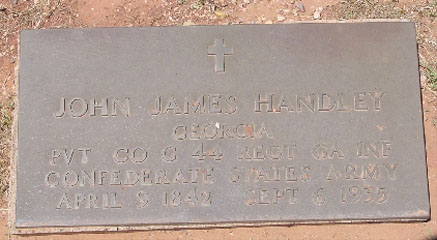 JOHN JAMES HANDLEY
GEORGIA
PVT CO G 44 REGT GA INF
CONFEDERATE STATES ARMY
APRIL 9 1842 SEPT 6 1935